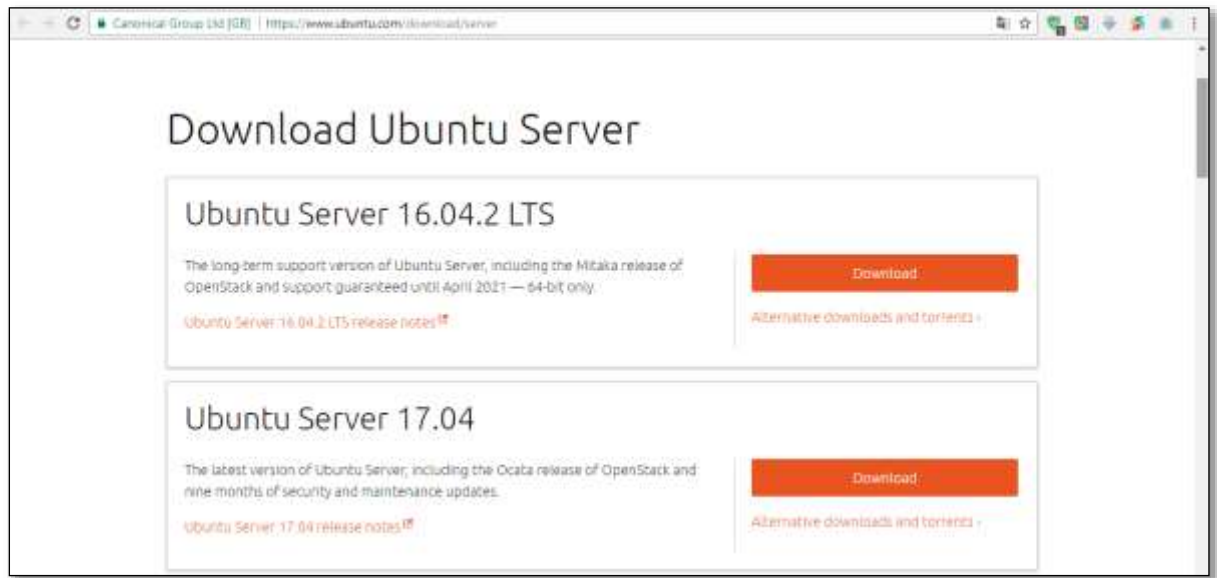 Canonical Group Ltd [GB] | https://www.ubuntu.com/download/server
Download Ubuntu Server
Ubuntu Server 16.04.2 LTS
The long-term support version of Ubuntu Server, including the Mitaka release of
OpenStack and support guaranteed until April 2021 — 64-bit only.
Ubuntu Server 16.04.2 LTS release notes
Download
Alternative downloads and torrents ›
Ubuntu Server 17.04
The latest version of Ubuntu Server, including the Ocata release of OpenStack and
nine months of security and maintenance updates.
Ubuntu Server 17.04 release notes
Download
Alternative downloads and torrents ›